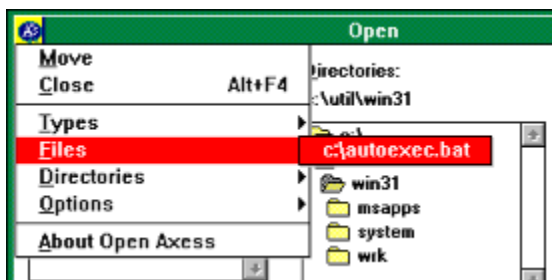 Open
Move
Close Alt+F4
Types
Files
Directories
Options
About Open Axess
Directories:
c:\util\win31
c:\autoexec.bat
win31
msapps
system
wrk